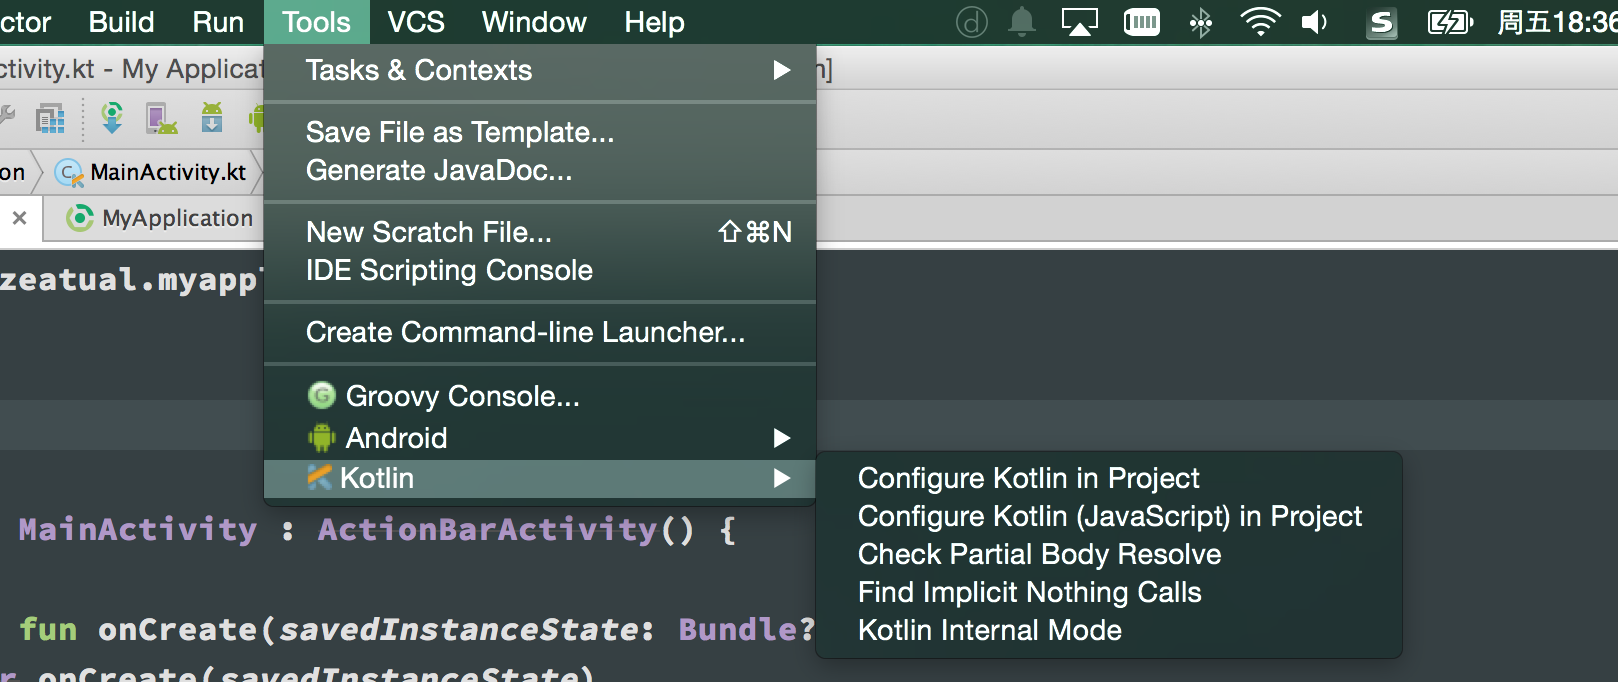 ctor Build Run Tools VCS Window Help 周五18:36
ctivity.kt - My Applicat
n]
Tasks & Contexts
Save File as Template...
Generate JavaDoc...
on MainActivity.kt
MyApplication
New Scratch File... ⇧⌘N
IDE Scripting Console
zeatual.myappl
Create Command-line Launcher...
Groovy Console...
Android
Kotlin
Configure Kotlin in Project
Configure Kotlin (JavaScript) in Project
Check Partial Body Resolve
Find Implicit Nothing Calls
Kotlin Internal Mode
MainActivity : ActionBarActivity() {
fun onCreate(savedInstanceState: Bundle?
r.onCreate(savedInstanceState)